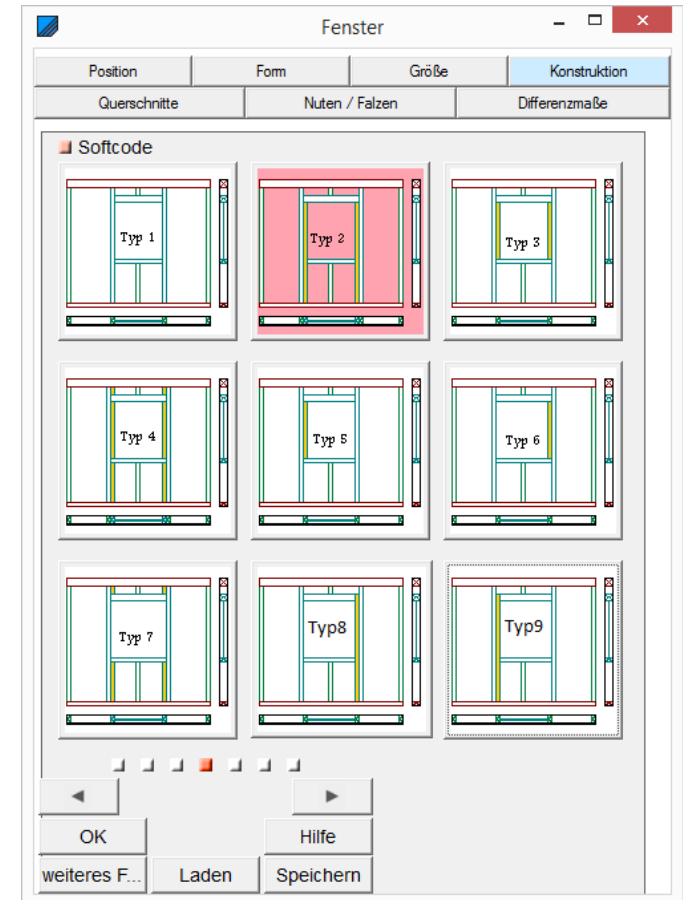 Fenster
Position Form Größe Konstruktion
Querschnitte Nuten / Falzen Differenzmaße
Softcode
Typ 1 Typ 2 Typ 3
Typ 4 Typ 5 Typ 6
Typ 7 Typ8 Typ9
OK Hilfe
weiteres F... Laden Speichern